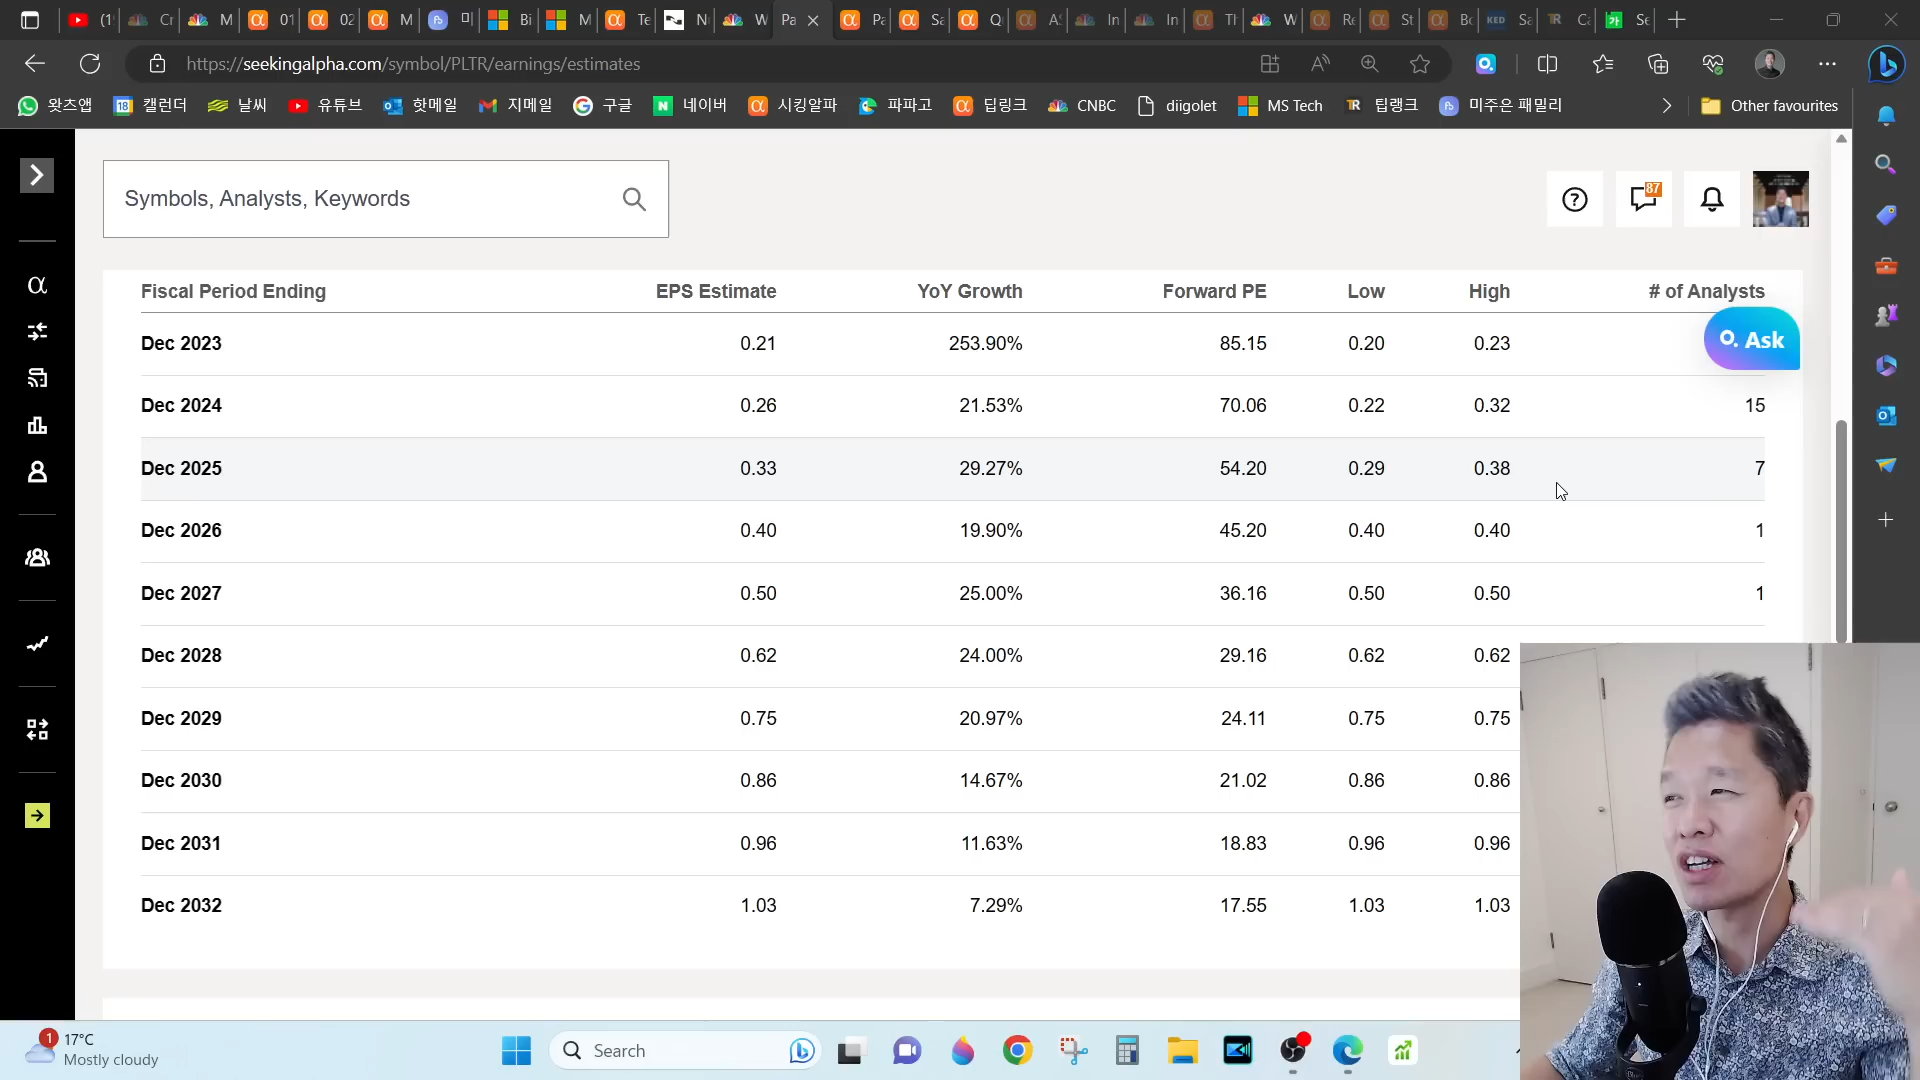 https://seekingalpha.com/symbol/PLTR/earnings/estimates
왓츠앱 캘린더 날씨 유튜브 핫메일 지메일 구글 네이버 시킹알파 파파고 딥링크 CNBC diigolet MS Tech 팁랭크 미주은 패밀리 Other favourites
Symbols, Analysts, Keywords
87
Fiscal Period Ending EPS Estimate YoY Growth Forward PE Low High # of Analysts
Dec 2023 0.21 253.90% 85.15 0.20 0.23
Ask
Dec 2024 0.26 21.53% 70.06 0.22 0.32 15
Dec 2025 0.33 29.27% 54.20 0.29 0.38 7
Dec 2026 0.40 19.90% 45.20 0.40 0.40 1
Dec 2027 0.50 25.00% 36.16 0.50 0.50 1
Dec 2028 0.62 24.00% 29.16 0.62 0.62
Dec 2029 0.75 20.97% 24.11 0.75 0.75
Dec 2030 0.86 14.67% 21.02 0.86 0.86
Dec 2031 0.96 11.63% 18.83 0.96 0.96
Dec 2032 1.03 7.29% 17.55 1.03 1.03
1
17°C
Mostly cloudy
Search